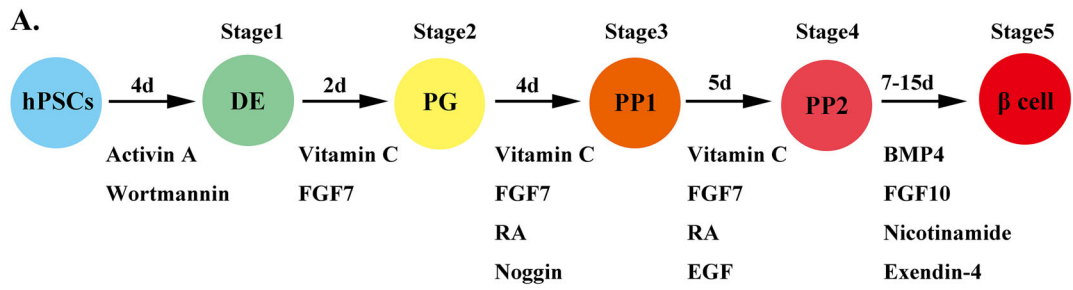 A.
Stage1 Stage2 Stage3 Stage4 Stage5
hPSCs 4d DE 2d PG 4d PP1 5d PP2 7-15d β cell
Activin A Vitamin C Vitamin C Vitamin C BMP4
Wortmannin FGF7 FGF7 FGF7 FGF10
RA RA Nicotinamide
Noggin EGF Exendin-4